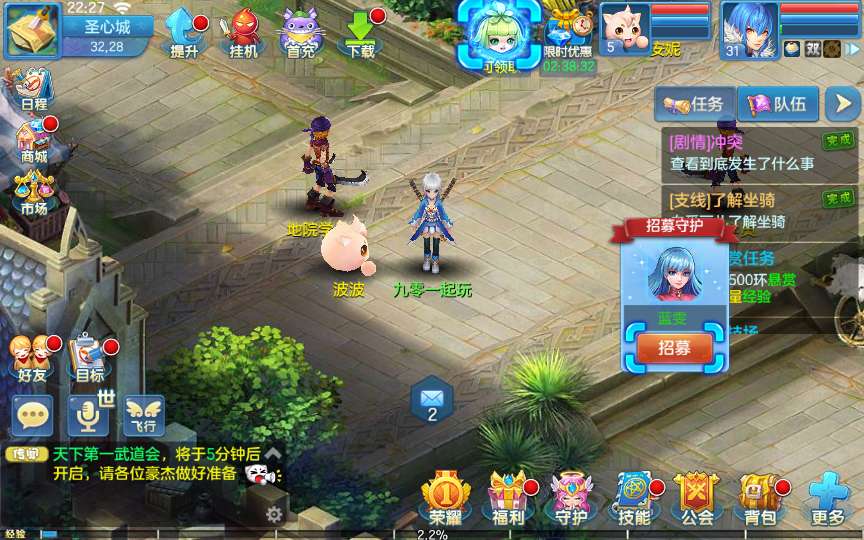 22:27
圣心城
32,28
提升
挂机
首充
下载
可领取
限时优惠
02:38:32
5
安妮
31
双
日程
商城
市场
任务
队伍
[剧情]冲突
完成
查看到底发生了什么事
[支线]了解坐骑
完成
了解坐骑
赏任务
500环悬赏
量经验
招募守护
蓝雯
招募
地院学
波波
九零一起玩
好友
目标
世
飞行
2
传闻
天下第一武道会，将于5分钟后
开启，请各位豪杰做好准备
荣耀
福利
守护
技能
公会
背包
更多
经验
2.2%